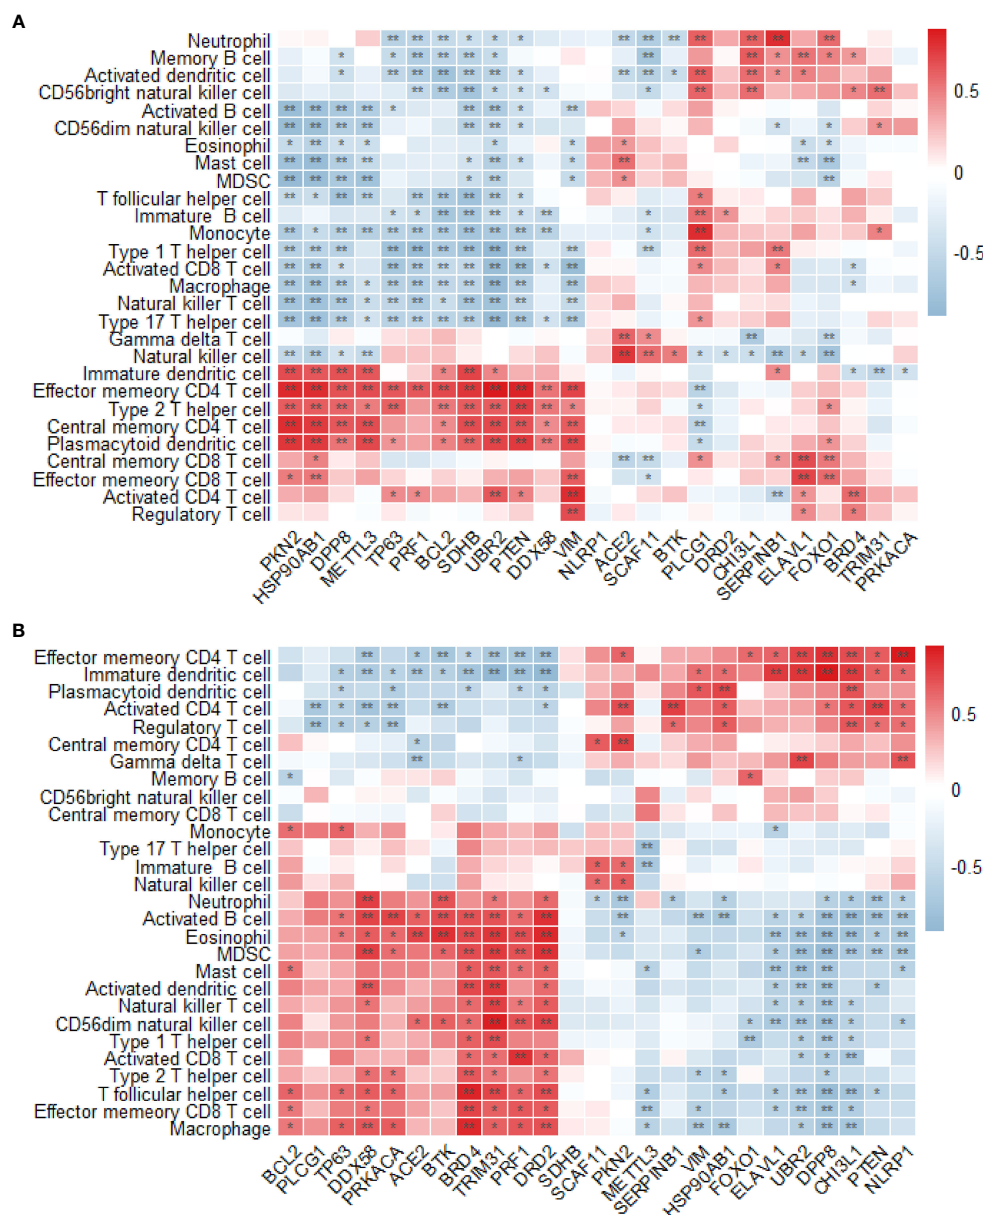 A
Neutrophil
Memory B cell
Activated dendritic cell
CD56bright natural killer cell
Activated B cell
CD56dim natural killer cell
Eosinophil
Mast cell
MDSC
T follicular helper cell
Immature  B cell
Monocyte
Type 1 T helper cell
Activated CD8 T cell
Macrophage
Natural killer T cell
Type 17 T helper cell
Gamma delta T cell
Natural killer cell
Immature dendritic cell
Effector memeory CD4 T cell
Type 2 T helper cell
Central memory CD4 T cell
Plasmacytoid dendritic cell
Central memory CD8 T cell
Effector memeory CD8 T cell
Activated CD4 T cell
Regulatory T cell
0.5
0
-0.5
PKN2
HSP90AB1
DPP8
METTL3
TP63
PRF1
BCL2
SDHB
UBR2
PTEN
DDX58
VIM
NLRP1
ACE2
SCAF11
BTK
PLCG1
DRD2
CHI3L1
SERPINB1
ELAVL1
FOXO1
BRD4
TRIM31
PRKACA
B
Effector memeory CD4 T cell
Immature dendritic cell
Plasmacytoid dendritic cell
Activated CD4 T cell
Regulatory T cell
Central memory CD4 T cell
Gamma delta T cell
Memory B cell
CD56bright natural killer cell
Central memory CD8 T cell
Monocyte
Type 17 T helper cell
Immature  B cell
Natural killer cell
Neutrophil
Activated B cell
Eosinophil
MDSC
Mast cell
Activated dendritic cell
Natural killer T cell
CD56dim natural killer cell
Type 1 T helper cell
Activated CD8 T cell
Type 2 T helper cell
T follicular helper cell
Effector memeory CD8 T cell
Macrophage
0.5
0
-0.5
BCL2
PLCG1
TP63
DDX58
PRKACA
ACE2
BTK
BRD4
TRIM31
PRF1
DRD2
SDHB
SCAF11
PKN2
METTL3
SERPINB1
VIM
HSP90AB1
FOXO1
ELAVL1
UBR2
DPP8
CHI3L1
PTEN
NLRP1